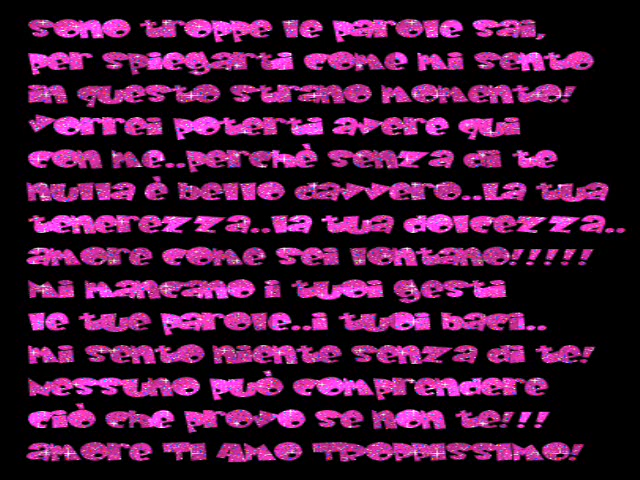 sono troppe le parole sai,
per spiegarti come mi sento
in questo strano momento!
vorrei poterti avere qui
con me..perchè senza di te
nulla è bello davvero..la tua
tenerezza..la tua dolcezza..
amore come sei lontano!!!!!
mi mancano i tuoi gesti
le tue parole..i tuoi baci..
mi sento niente senza di te!
Nessuno può comprendere
ciò che provo se non te!!!
amore TI AMO TROPPISSIMO!